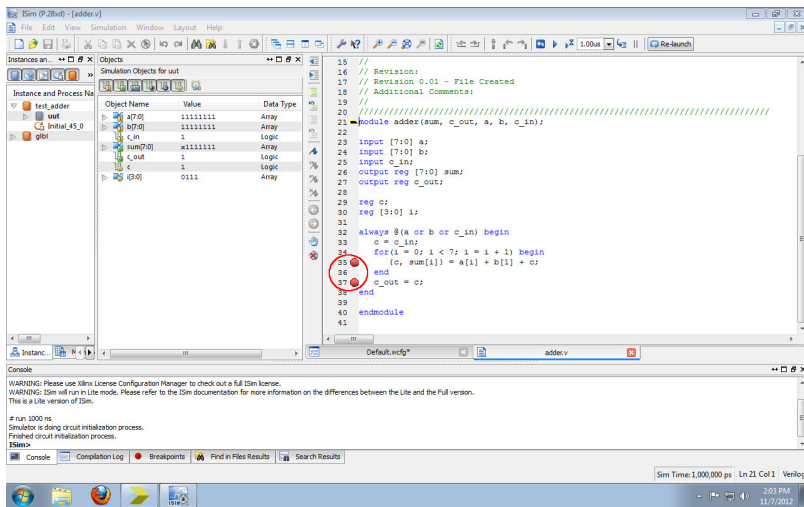 ISim (P.28xd) - [adder.v]
File Edit View Simulation Window Layout Help
1.00us
Re-launch
Instances an...
Objects
Simulation Objects for uut
Instance and Process Na
test_adder
uut
Initial_45_0
glbl
Object Name Value Data Type
a[7:0] 11111111 Array
b[7:0] 11111111 Array
c_in 1 Logic
sum[7:0] x1111111 Array
c_out 1 Logic
c 1 Logic
i[3:0] 0111 Array
15 //
16 // Revision:
17 // Revision 0.01 - File Created
18 // Additional Comments:
19 //
20 //////////////////////////////////////////////////////////////////////////////////
21 module adder(sum, c_out, a, b, c_in);
22
23 input [7:0] a;
24 input [7:0] b;
25 input c_in;
26 output reg [7:0] sum;
27 output reg c_out;
28
29 reg c;
30 reg [3:0] i;
31
32 always @(a or b or c_in) begin
33 c = c_in;
34 for(i = 0; i < 7; i = i + 1) begin
35 {c, sum[i]} = a[i] + b[1] + c;
36 end
37 c_out = c;
38 end
39
40 endmodule
41
Instanc...
Default.wcfg*
adder.v
Console
WARNING: Please use Xilinx License Configuration Manager to check out a full ISim license.
WARNING: ISim will run in Lite mode. Please refer to the ISim documentation for more information on the differences between the Lite and the Full version.
This is a Lite version of ISim.
# run 1000 ns
Simulator is doing circuit initialization process.
Finished circuit initialization process.
ISim>
Console Compilation Log Breakpoints Find in Files Results Search Results
Sim Time: 1,000,000 ps Ln 21 Col 1 Verilog
2:03 PM
11/7/2012